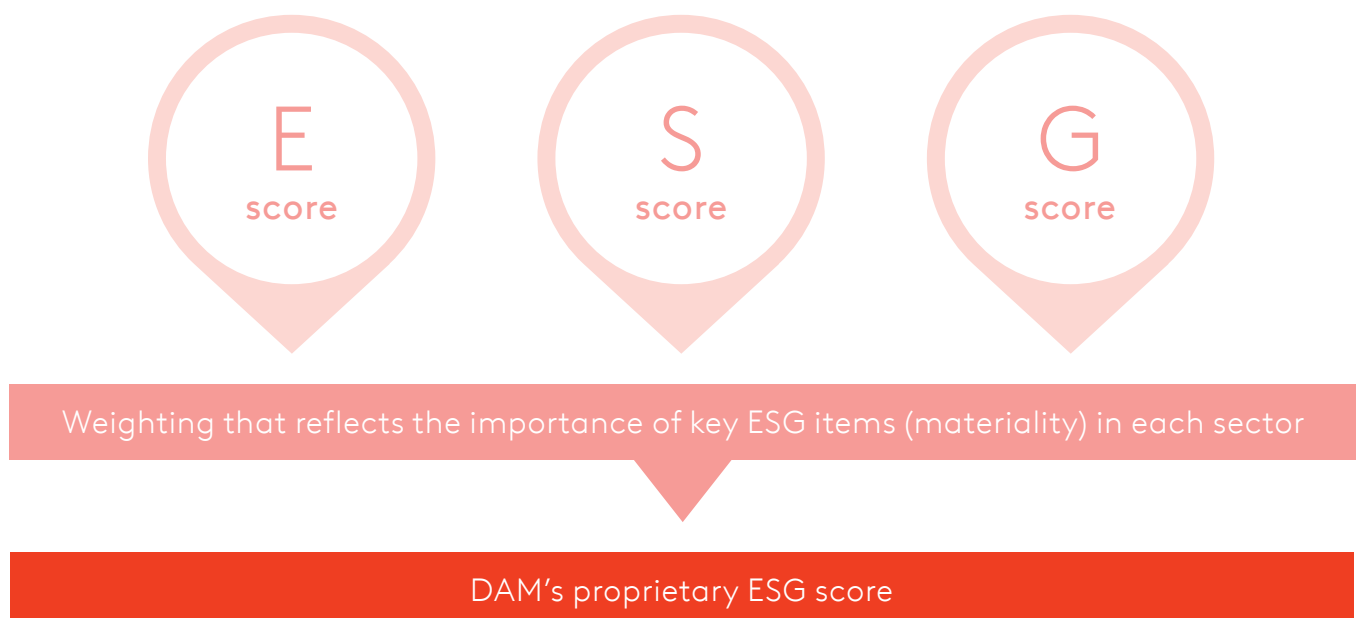 E
score
S
score
G
score
Weighting that reflects the importance of key ESG items (materiality) in each sector
DAM’s proprietary ESG score